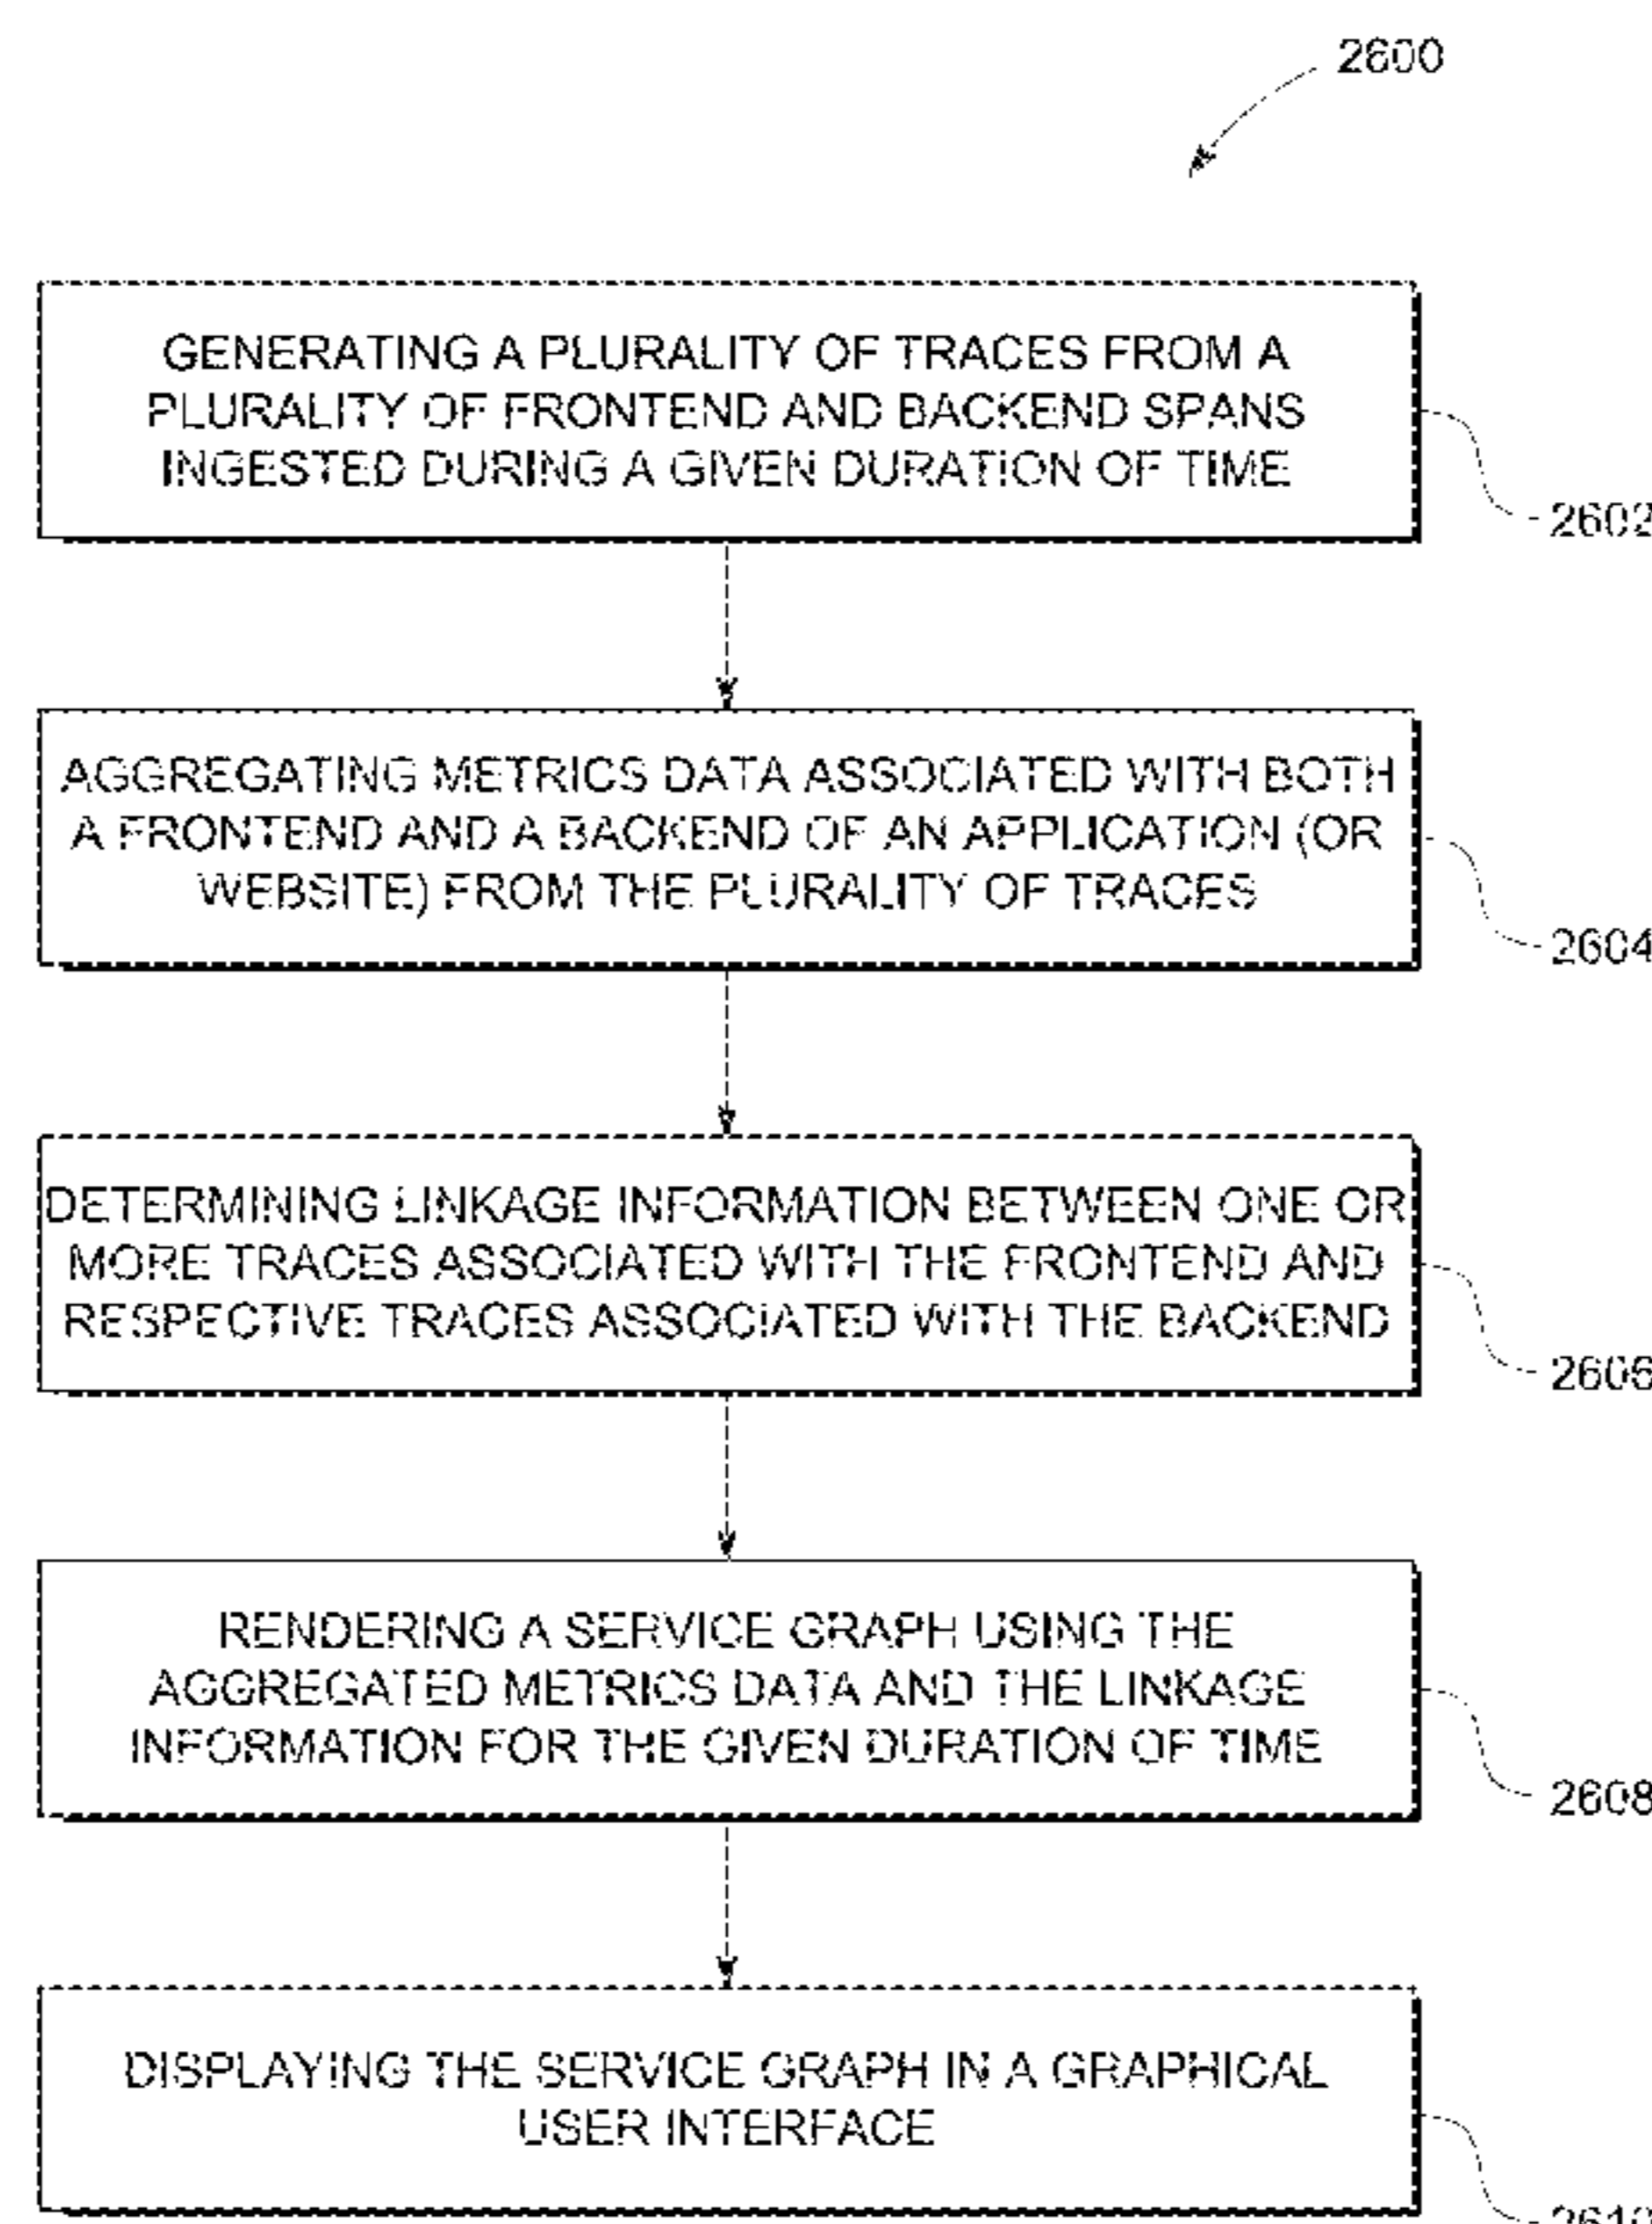 2600
GENERATING A PLURALITY OF TRACES FROM A
PLURALITY OF FRONTEND AND BACKEND SPANS
INGESTED DURING A GIVEN DURATION OF TIME
2602
AGGREGATING METRICS DATA ASSOCIATED WITH BOTH
A FRONTEND AND A BACKEND OF AN APPLICATION (OR
WEBSITE) FROM THE PLURALITY OF TRACES
2604
DETERMINING LINKAGE INFORMATION BETWEEN ONE OR
MORE TRACES ASSOCIATED WITH THE FRONTEND AND
RESPECTIVE TRACES ASSOCIATED WITH THE BACKEND
2606
RENDERING A SERVICE GRAPH USING THE
AGGREGATED METRICS DATA AND THE LINKAGE
INFORMATION FOR THE GIVEN DURATION OF TIME
2608
DISPLAYING THE SERVICE GRAPH IN A GRAPHICAL
USER INTERFACE
2610